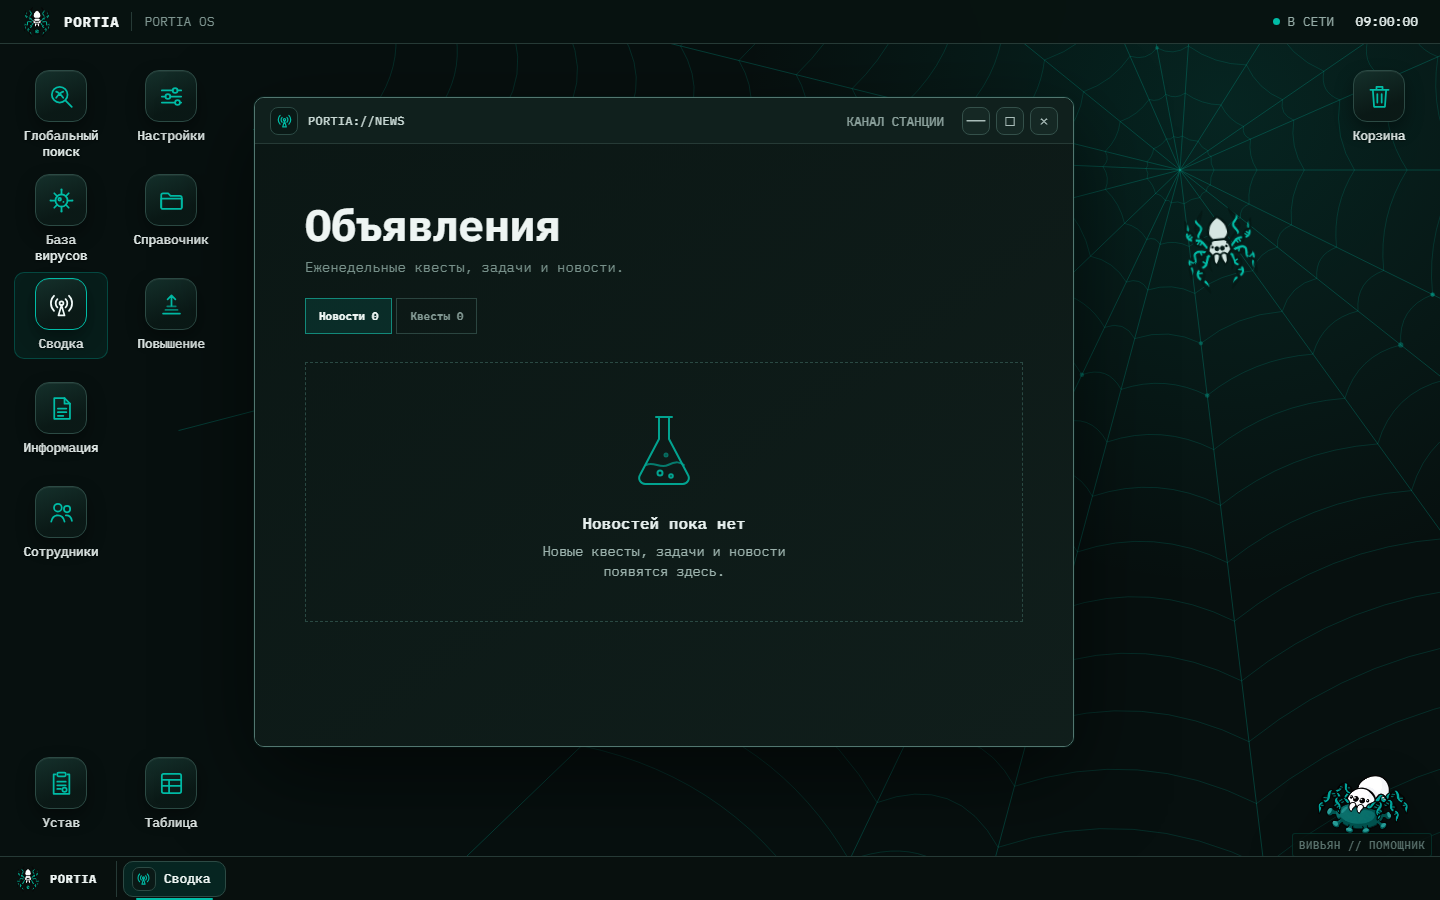 PORTIA
PORTIA OS
В СЕТИ
09:00:00
Глобальный
поиск
Настройки
База
вирусов
Справочник
Сводка
Повышение
Информация
Сотрудники
Устав
Таблица
Корзина
PORTIA://NEWS
КАНАЛ СТАНЦИИ
Объявления
Еженедельные квесты, задачи и новости.
Новости 0
Квесты 0
Новостей пока нет
Новые квесты, задачи и новости
появятся здесь.
ВИВЬЯН // ПОМОЩНИК
PORTIA
Сводка